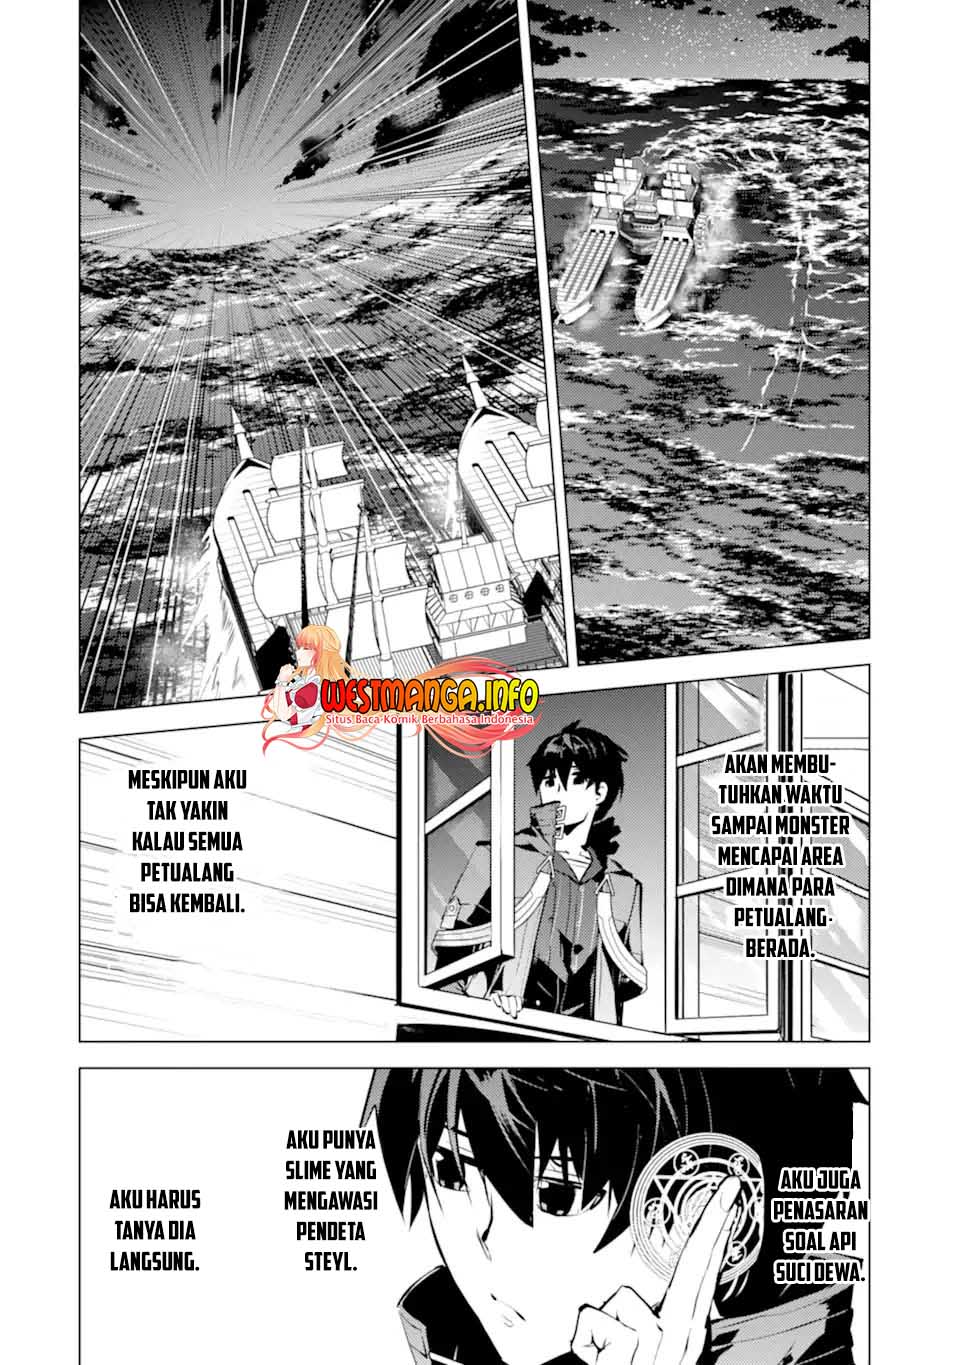 WESTMANGA.INFO
Situs Baca Komik Berbahasa Indonesia
AKAN MEMBU-
TUHKAN WAKTU
SAMPAI MONSTER
MENCAPAI AREA
DIMANA PARA
PETUALANG-
BERADA.
MESKIPUN AKU
TAK YAKIN
KALAU SEMUA
PETUALANG
BISA KEMBALI.
AKU JUGA
PENASARAN
SOAL API
SUCI DEWA.
AKU PUNYA
SLIME YANG
MENGAWASI
PENDETA
STEYL.
AKU HARUS
TANYA DIA
LANGSUNG.